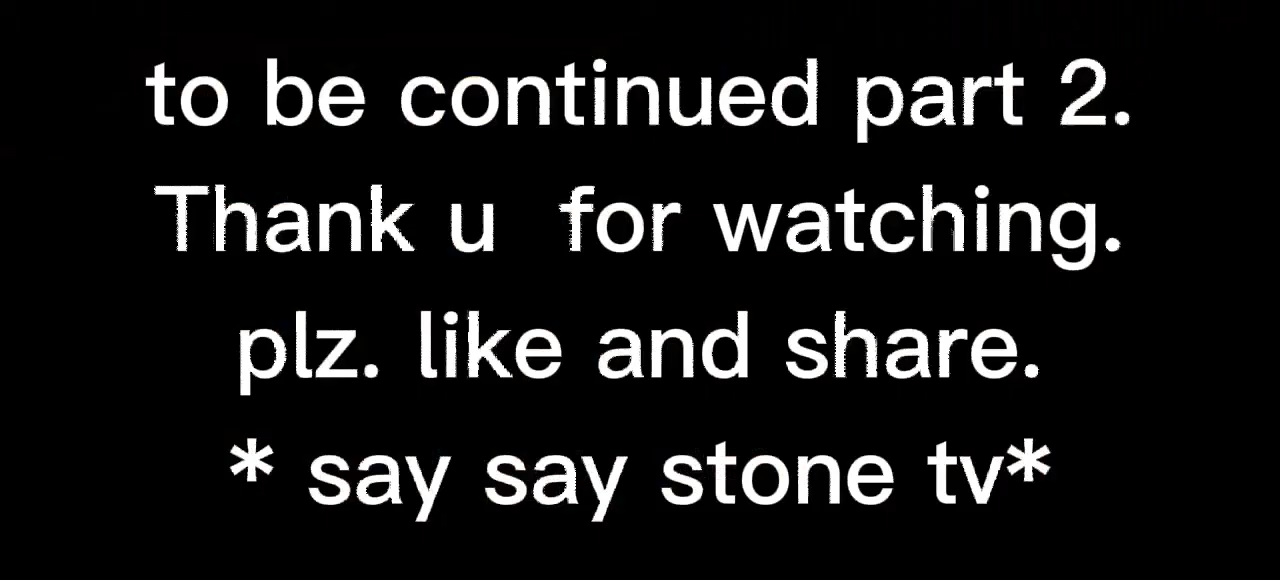 to be continued part 2.
Thank u  for watching.
plz. like and share.
* say say stone tv*